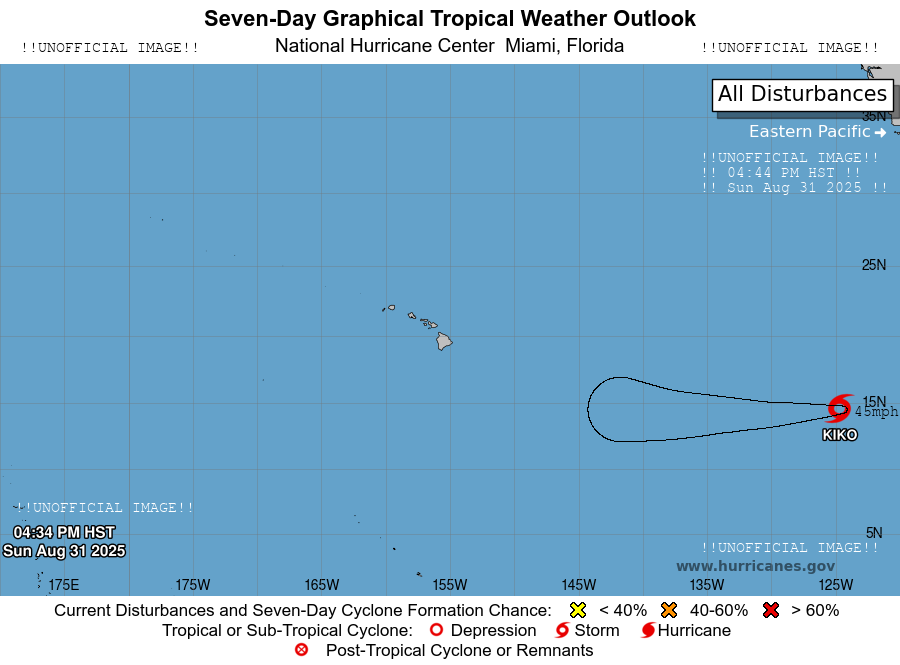 Seven-Day Graphical Tropical Weather Outlook
!!UNOFFICIAL IMAGE!! National Hurricane Center Miami, Florida !!UNOFFICIAL IMAGE!!
All Disturbances
35N
Eastern Pacific
!!UNOFFICIAL IMAGE!!
!! 04:44 PM HST !!
!! Sun Aug 31 2025 !!
25N
15N
45mph
KIKO
!!UNOFFICIAL IMAGE!!
04:34 PM HST
5N
Sun Aug 31 2025
!!UNOFFICIAL IMAGE!!
www.hurricanes.gov
175E 175W 165W 155W 145W 135W 125W
Current Disturbances and Seven-Day Cyclone Formation Chance: < 40% 40-60% > 60%
Tropical or Sub-Tropical Cyclone: Depression Storm Hurricane
Post-Tropical Cyclone or Remnants